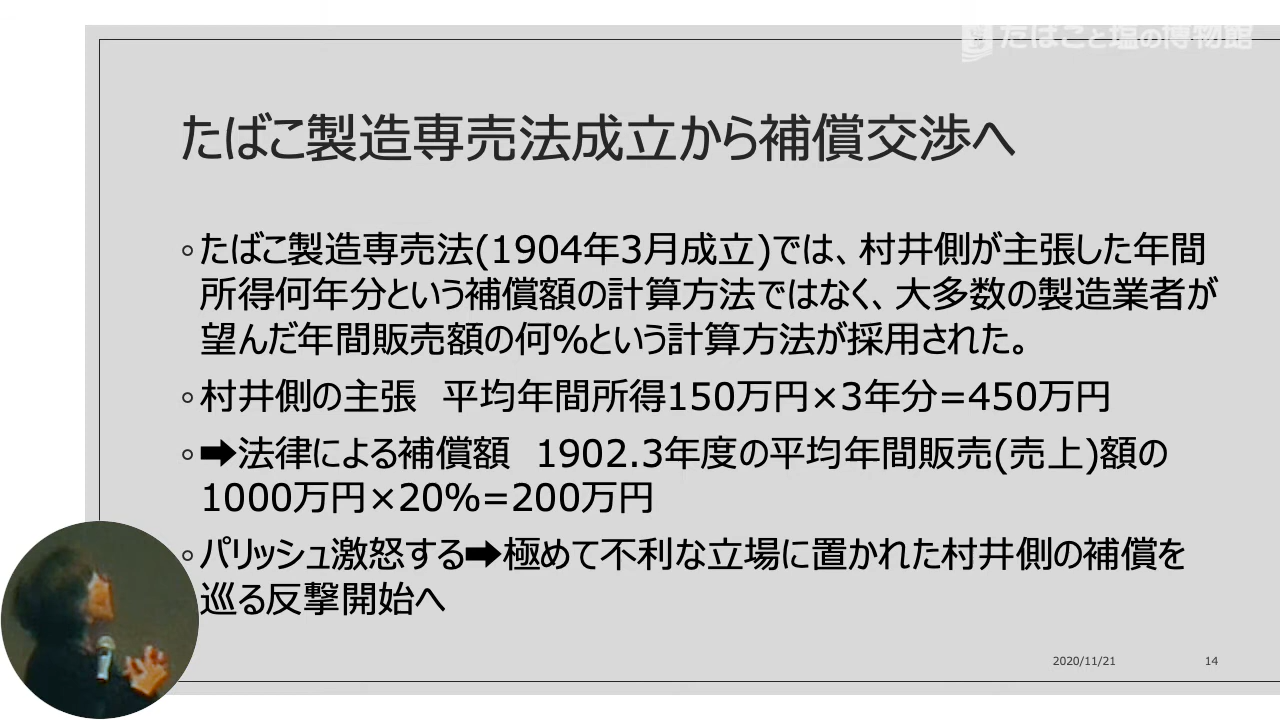 たばこと塩の博物館
たばこ製造専売法成立から補償交渉へ
◦たばこ製造専売法(1904年3月成立)では、村井側が主張した年間
所得何年分という補償額の計算方法ではなく、大多数の製造業者が
望んだ年間販売額の何%という計算方法が採用された。
◦村井側の主張　平均年間所得150万円×3年分=450万円
◦➡法律による補償額　1902.3年度の平均年間販売(売上)額の
1000万円×20%=200万円
◦パリッシュ激怒する➡極めて不利な立場に置かれた村井側の補償を
巡る反撃開始へ
2020/11/21
14